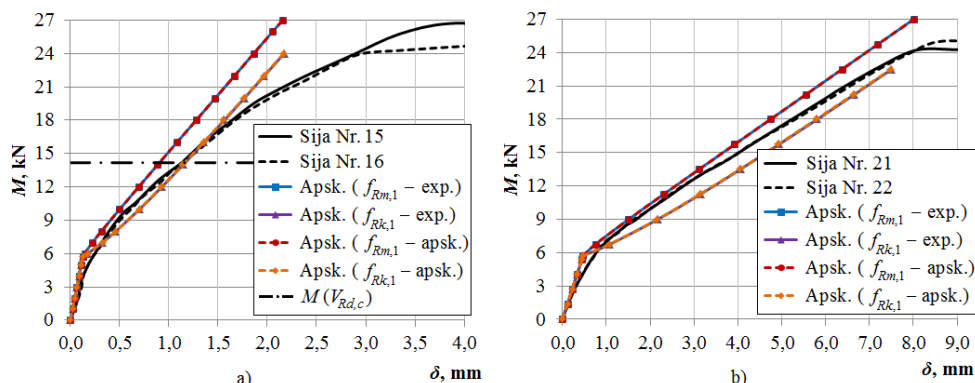 27
24
21
18
15
12
9
6
3
0
M, kN
0,0 0,5 1,0 1,5 2,0 2,5 3,0 3,5 4,0
δ, mm
a)
Sija Nr. 15
Sija Nr. 16
Apsk. ( fRm,1 – exp.)
Apsk. ( fRk,1 – exp.)
Apsk. ( fRm,1 – apsk.)
Apsk. ( fRk,1 – apsk.)
M (VRd,c)
27
24
21
18
15
12
9
6
3
0
M, kN
0,0 1,0 2,0 3,0 4,0 5,0 6,0 7,0 8,0 9,0
δ, mm
b)
Sija Nr. 21
Sija Nr. 22
Apsk. ( fRm,1 – exp.)
Apsk. ( fRk,1 – exp.)
Apsk. ( fRm,1 – apsk.)
Apsk. ( fRk,1 – apsk.)